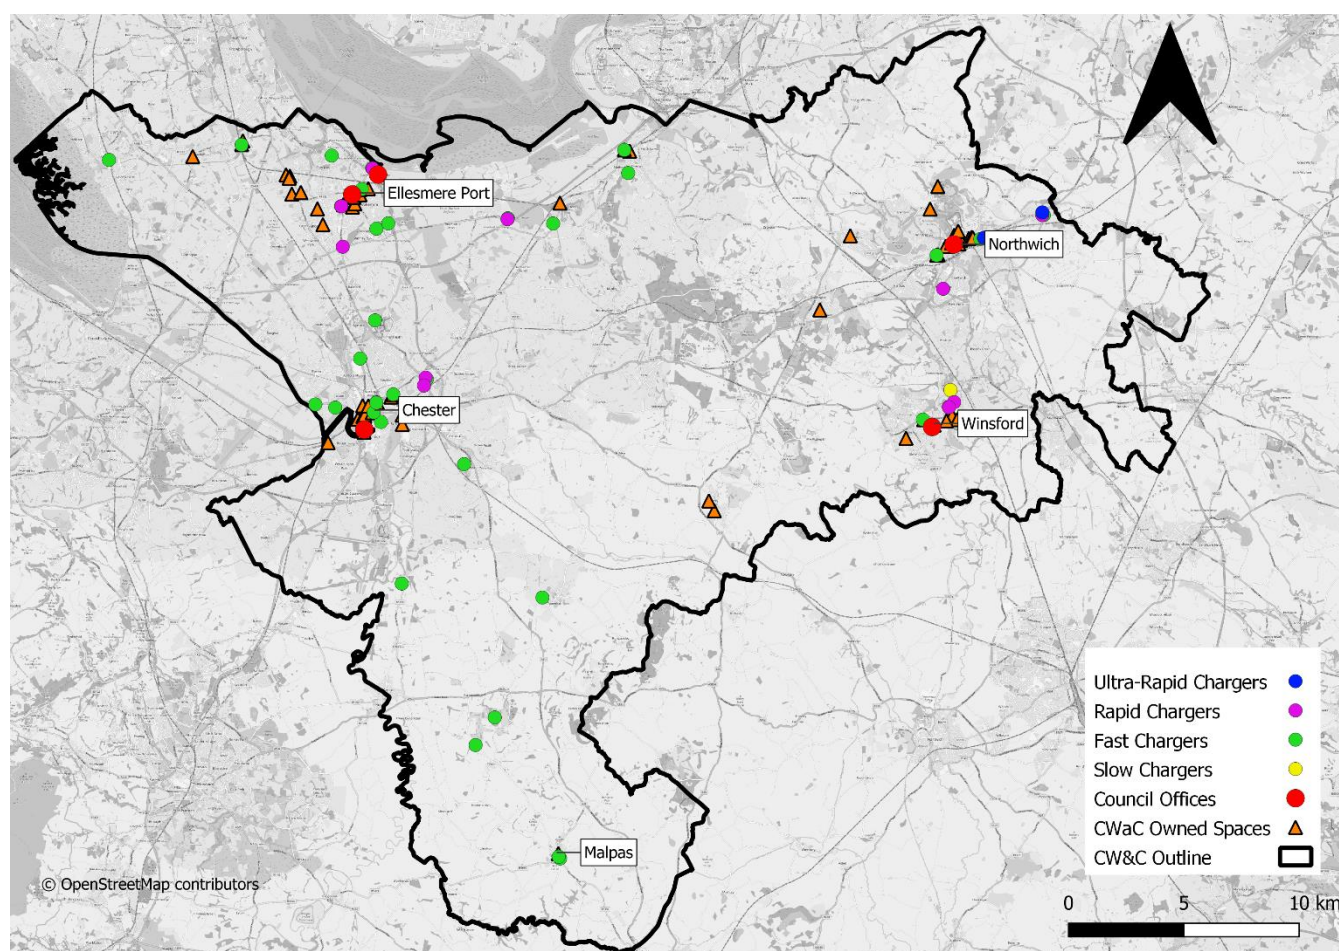 Ellesmere Port
Northwich
Chester
Winsford
Malpas
Ultra-Rapid Chargers
Rapid Chargers
Fast Chargers
Slow Chargers
Council Offices
CWaC Owned Spaces
CW&C Outline
© OpenStreetMap contributors
0 5 10 km